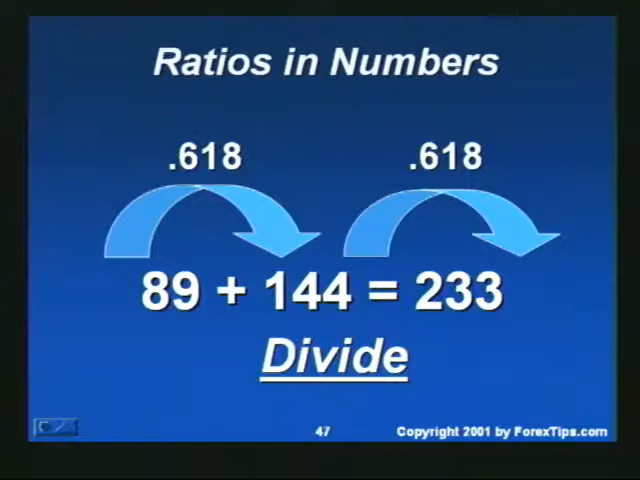 Ratios in Numbers
.618 .618
89 + 144 = 233
Divide
47 Copyright 2001 by ForexTips.com